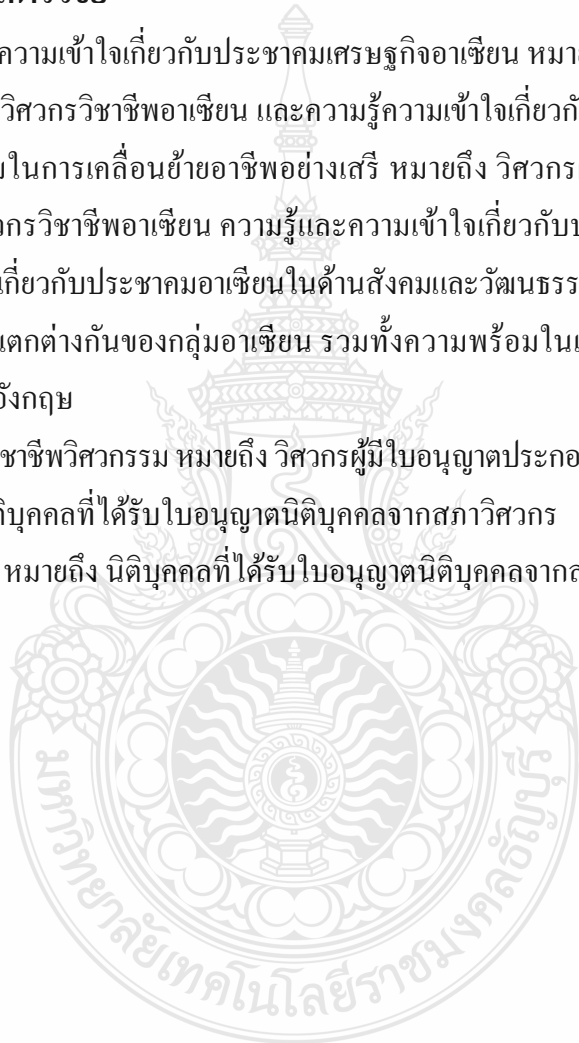 ความเข้าใจเกี่ยวกับประชาคมเศรษฐกิจอาเซียน
วิศวกรวิชาชีพอาเซียน และความรู้ความเข้าใจเกี่ยวกั
ในการเคลื่อนย้ายอาชีพอย่างเสรี หมายถึง วิศวกร
กรวิชาชีพอาเซียน ความรู้และความเข้าใจเกี่ยวกับ
เกี่ยวกับประชาคมอาเซียนในด้านสังคมและวัฒนธรร
แตกต่างกันของกลุ่มอาเซียน รวมทั้งความพร้อมใน
อังกฤษ
ชาชีพวิศวกรรม หมายถึง วิศวกรผู้มีใบอนุญาตประกอ
ติบุคคลที่ได้รับใบอนุญาตนิติบุคคลจากสภาวิศวกร
หมายถึง นิติบุคคลที่ได้รับใบอนุญาตนิติบุคคลจาก
มหาวิทยาลัยเทคโนโลยีราชมงคลธัญบุรี